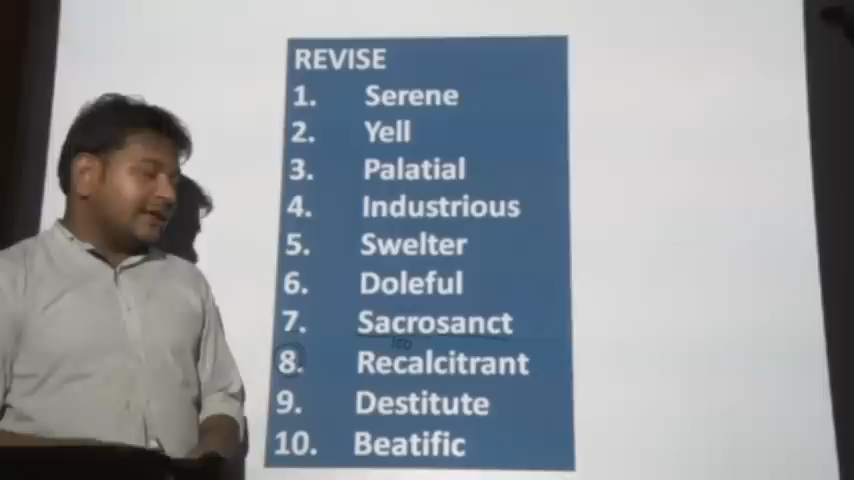 REVISE
1. Serene
2. Yell
3. Palatial
4. Industrious
5. Swelter
6. Doleful
7. Sacrosanct
8. Recalcitrant
9. Destitute
10. Beatific